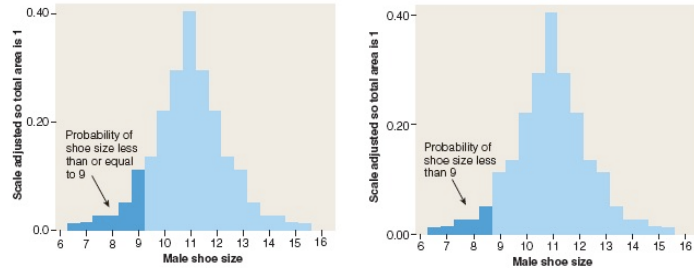 0.40
0.20
0.0
Scale adjusted so total area is 1
Probability of
shoe size less
than or equal
to 9
6 7 8 9 10 11 12 13 14 15 16
Male shoe size
0.40
0.20
0.00
Scale adjusted so total area is 1
Probability of
shoe size less
than 9
6 7 8 9 10 11 12 13 14 15 16
Male shoe size